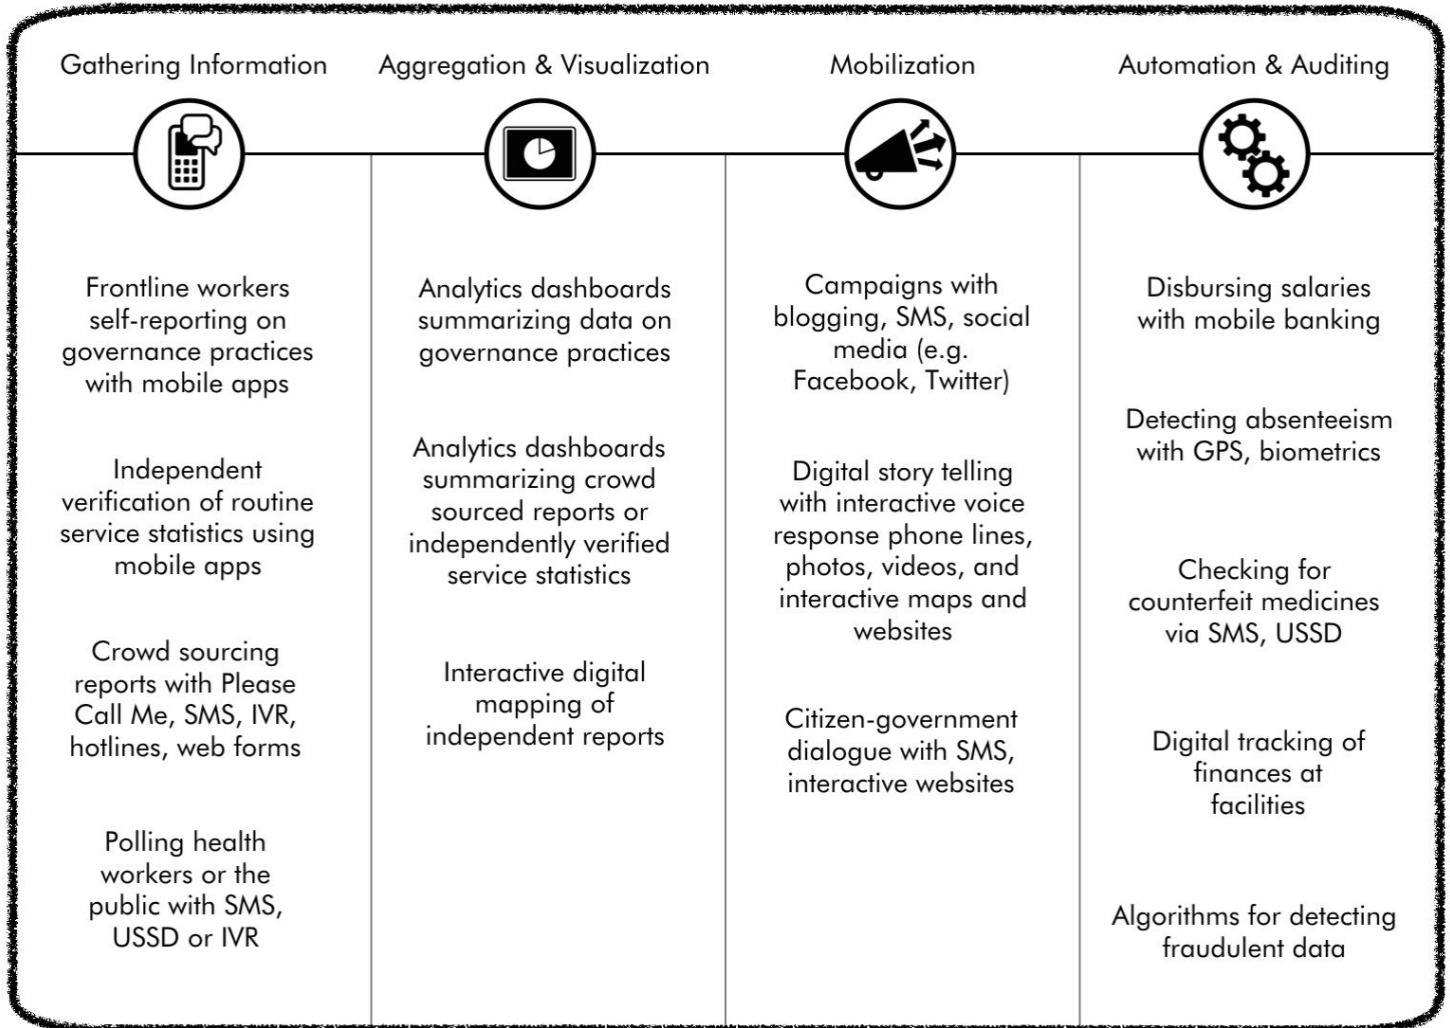 Gathering Information
Frontline workers
self-reporting on
governance practices
with mobile apps
Independent
verification of routine
service statistics using
mobile apps
Crowd sourcing
reports with Please
Call Me, SMS, IVR,
hotlines, web forms
Polling health
workers or the
public with SMS,
USSD or IVR
Aggregation & Visualization
Analytics dashboards
summarizing data on
governance practices
Analytics dashboards
summarizing crowd
sourced reports or
independently verified
service statistics
Interactive digital
mapping of
independent reports
Mobilization
Campaigns with
blogging, SMS, social
media (e.g.
Facebook, Twitter)
Digital story telling
with interactive voice
response phone lines,
photos, videos, and
interactive maps and
websites
Citizen-government
dialogue with SMS,
interactive websites
Automation & Auditing
Disbursing salaries
with mobile banking
Detecting absenteeism
with GPS, biometrics
Checking for
counterfeit medicines
via SMS, USSD
Digital tracking of
finances at
facilities
Algorithms for detecting
fraudulent data